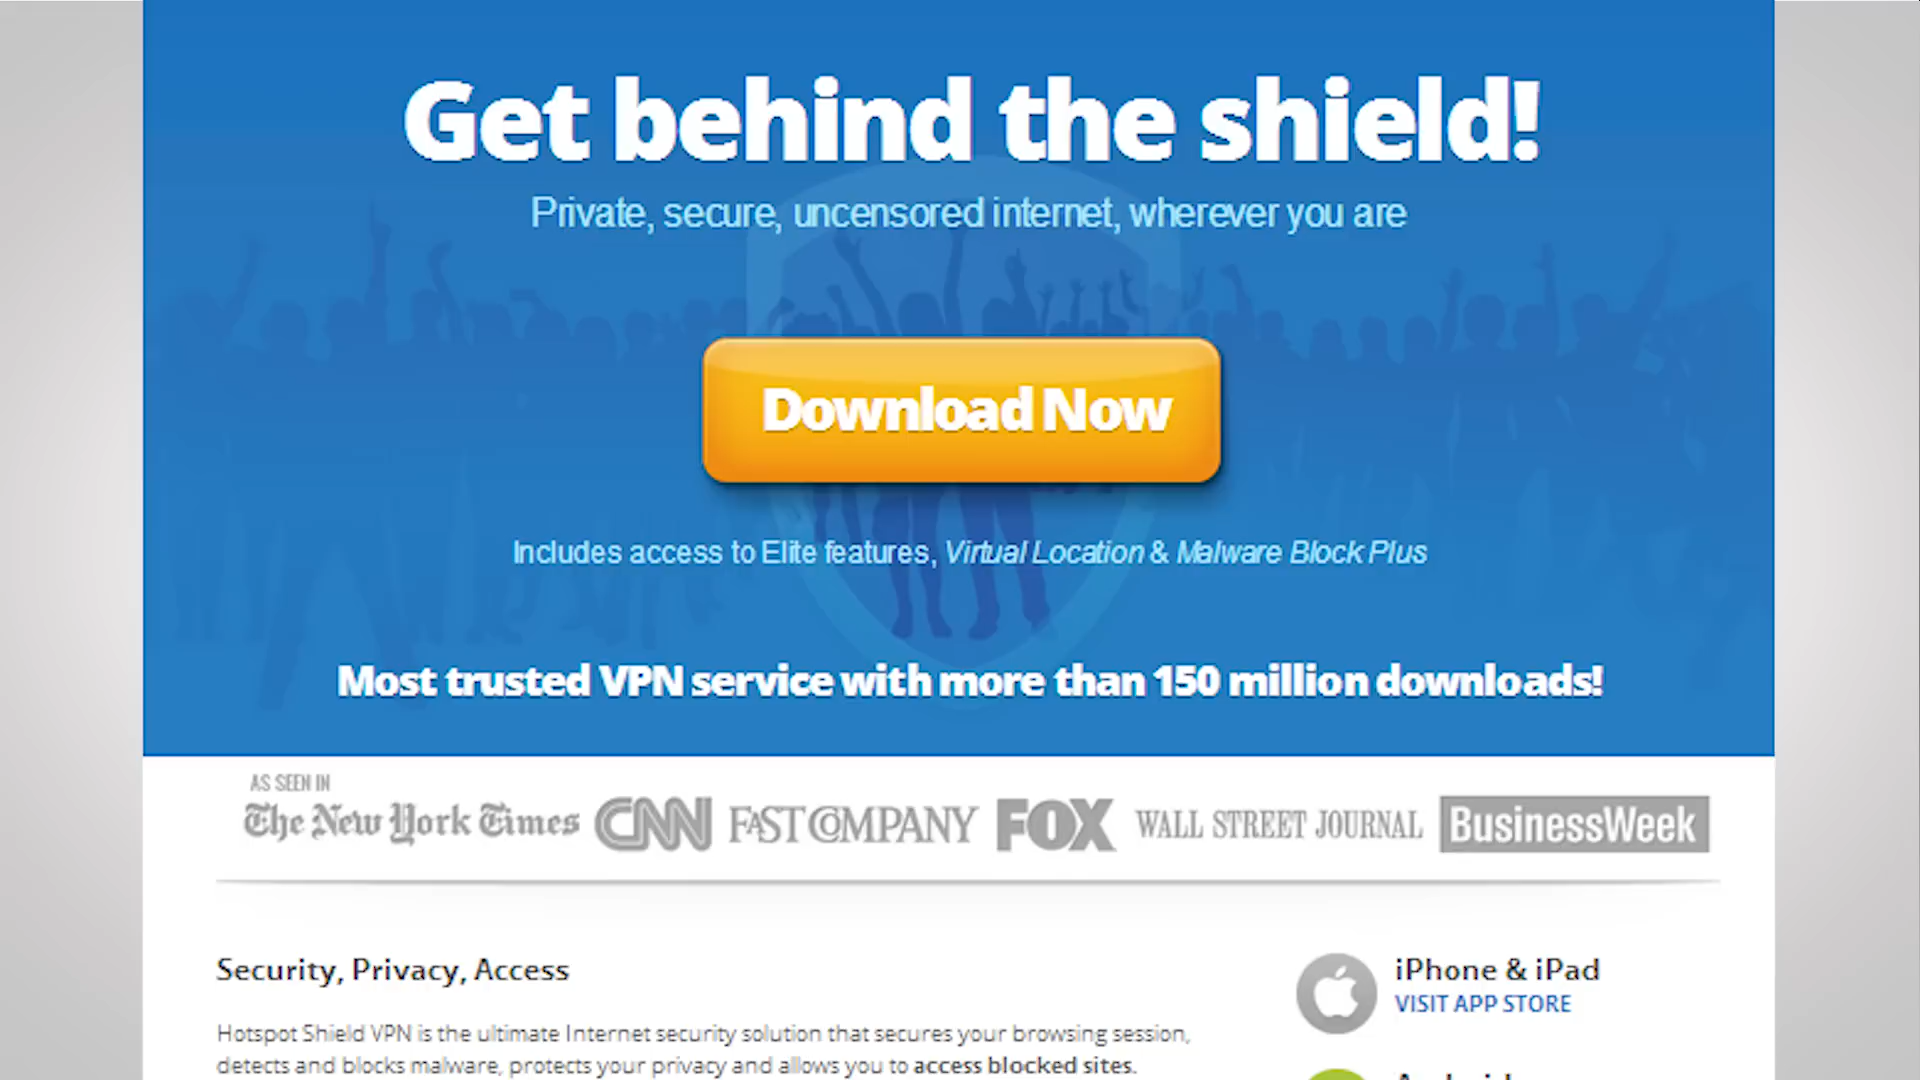 Get behind the shield!
Private, secure, uncensored internet, wherever you are
Download Now
Includes access to Elite features, Virtual Location & Malware Block Plus
Most trusted VPN service with more than 150 million downloads!
AS SEEN IN
The New York Times CNN FAST COMPANY FOX WALL STREET JOURNAL BusinessWeek
Security, Privacy, Access
Hotspot Shield VPN is the ultimate Internet security solution that secures your browsing session,
detects and blocks malware, protects your privacy and allows you to access blocked sites.
iPhone & iPad
VISIT APP STORE